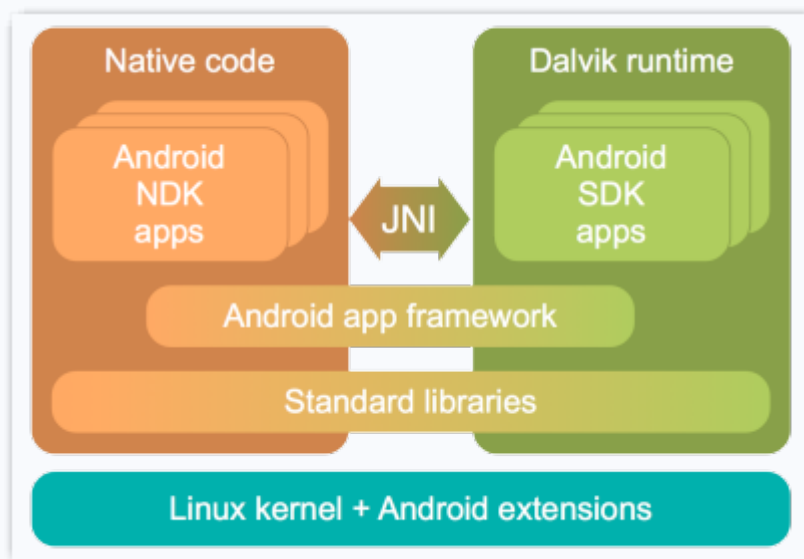 Native code
Dalvik runtime
Android
NDK
apps
JNI
Android
SDK
apps
Android app framework
Standard libraries
Linux kernel + Android extensions